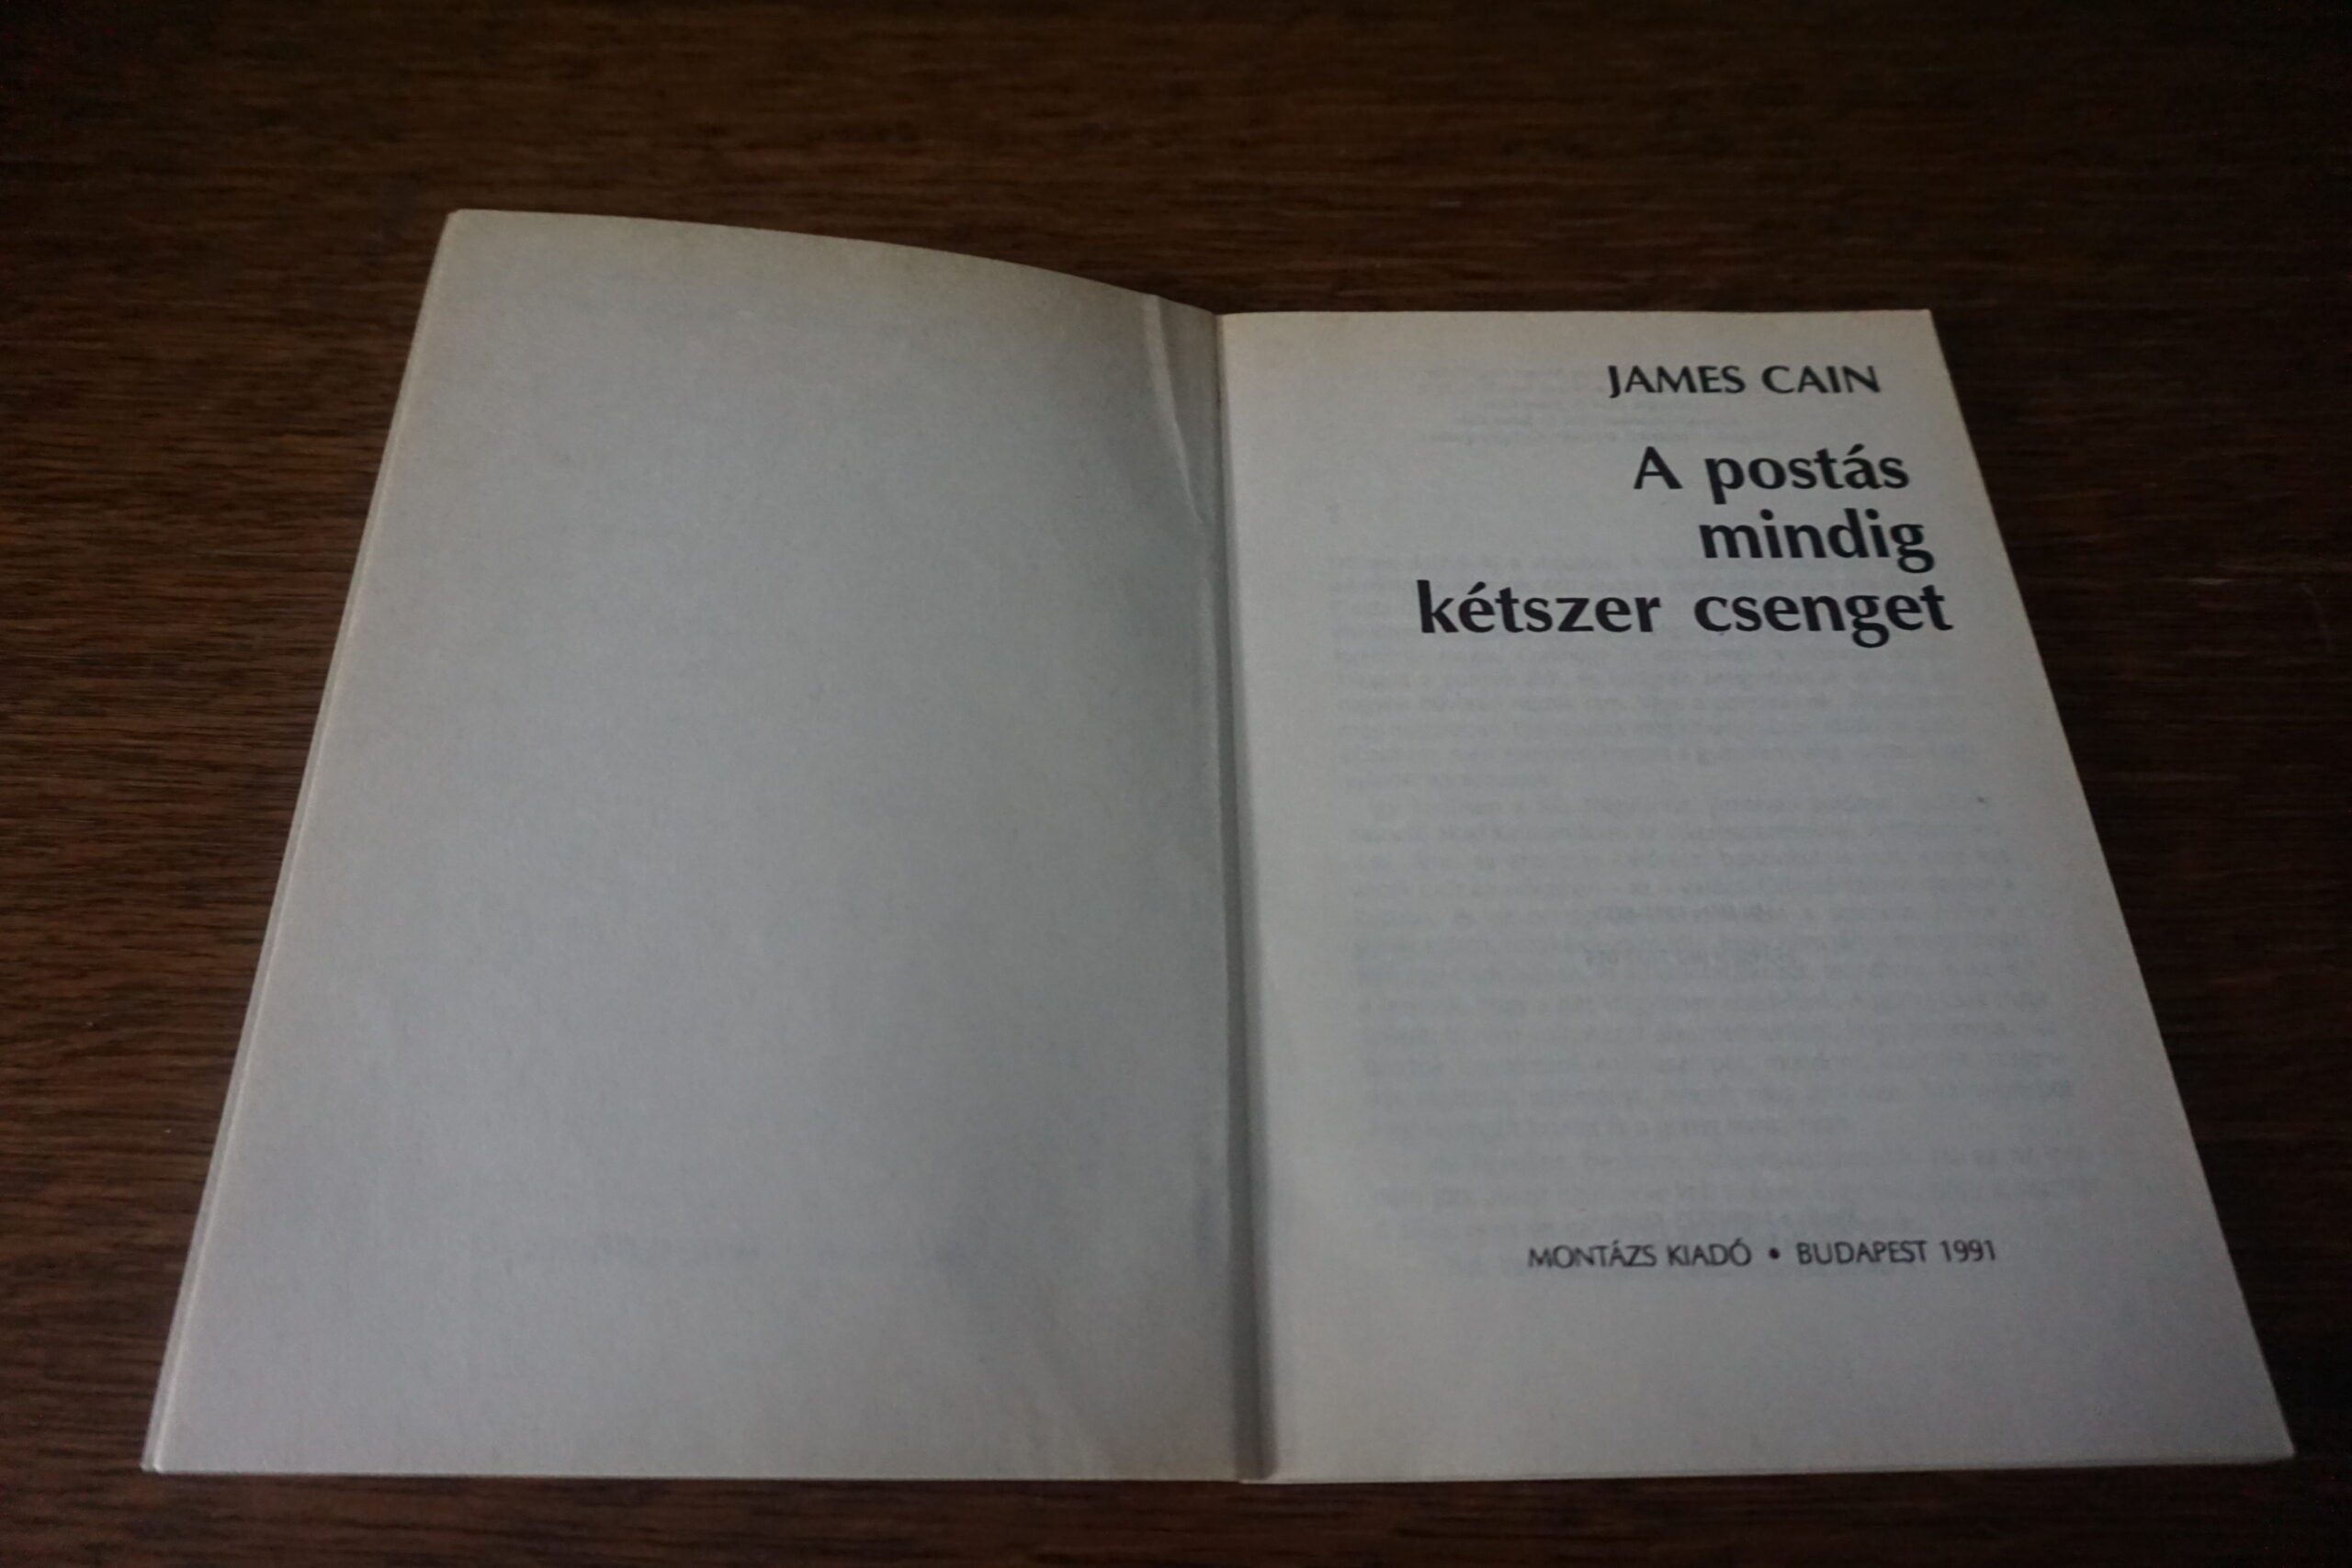 JAMES CAIN
A postás
mindig
kétszer csenget
MONTÁZS KIADÓ • BUDAPEST 1991